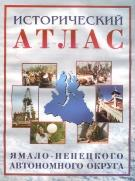 ИСТОРИЧЕСКИЙ
АТЛАС
ЯМАЛО-НЕНЕЦКОГО
АВТОНОМНОГО ОКРУГА